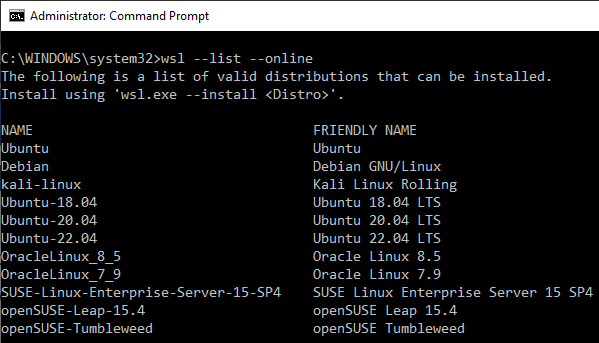 Administrator: Command Prompt
C:\WINDOWS\system32>wsl --list --online
The following is a list of valid distributions that can be installed.
Install using 'wsl.exe --install <Distro>'.
NAME FRIENDLY NAME
Ubuntu Ubuntu
Debian Debian GNU/Linux
kali-linux Kali Linux Rolling
Ubuntu-18.04 Ubuntu 18.04 LTS
Ubuntu-20.04 Ubuntu 20.04 LTS
Ubuntu-22.04 Ubuntu 22.04 LTS
OracleLinux_8_5 Oracle Linux 8.5
OracleLinux_7_9 Oracle Linux 7.9
SUSE-Linux-Enterprise-Server-15-SP4 SUSE Linux Enterprise Server 15 SP4
openSUSE-Leap-15.4 openSUSE Leap 15.4
openSUSE-Tumbleweed openSUSE Tumbleweed